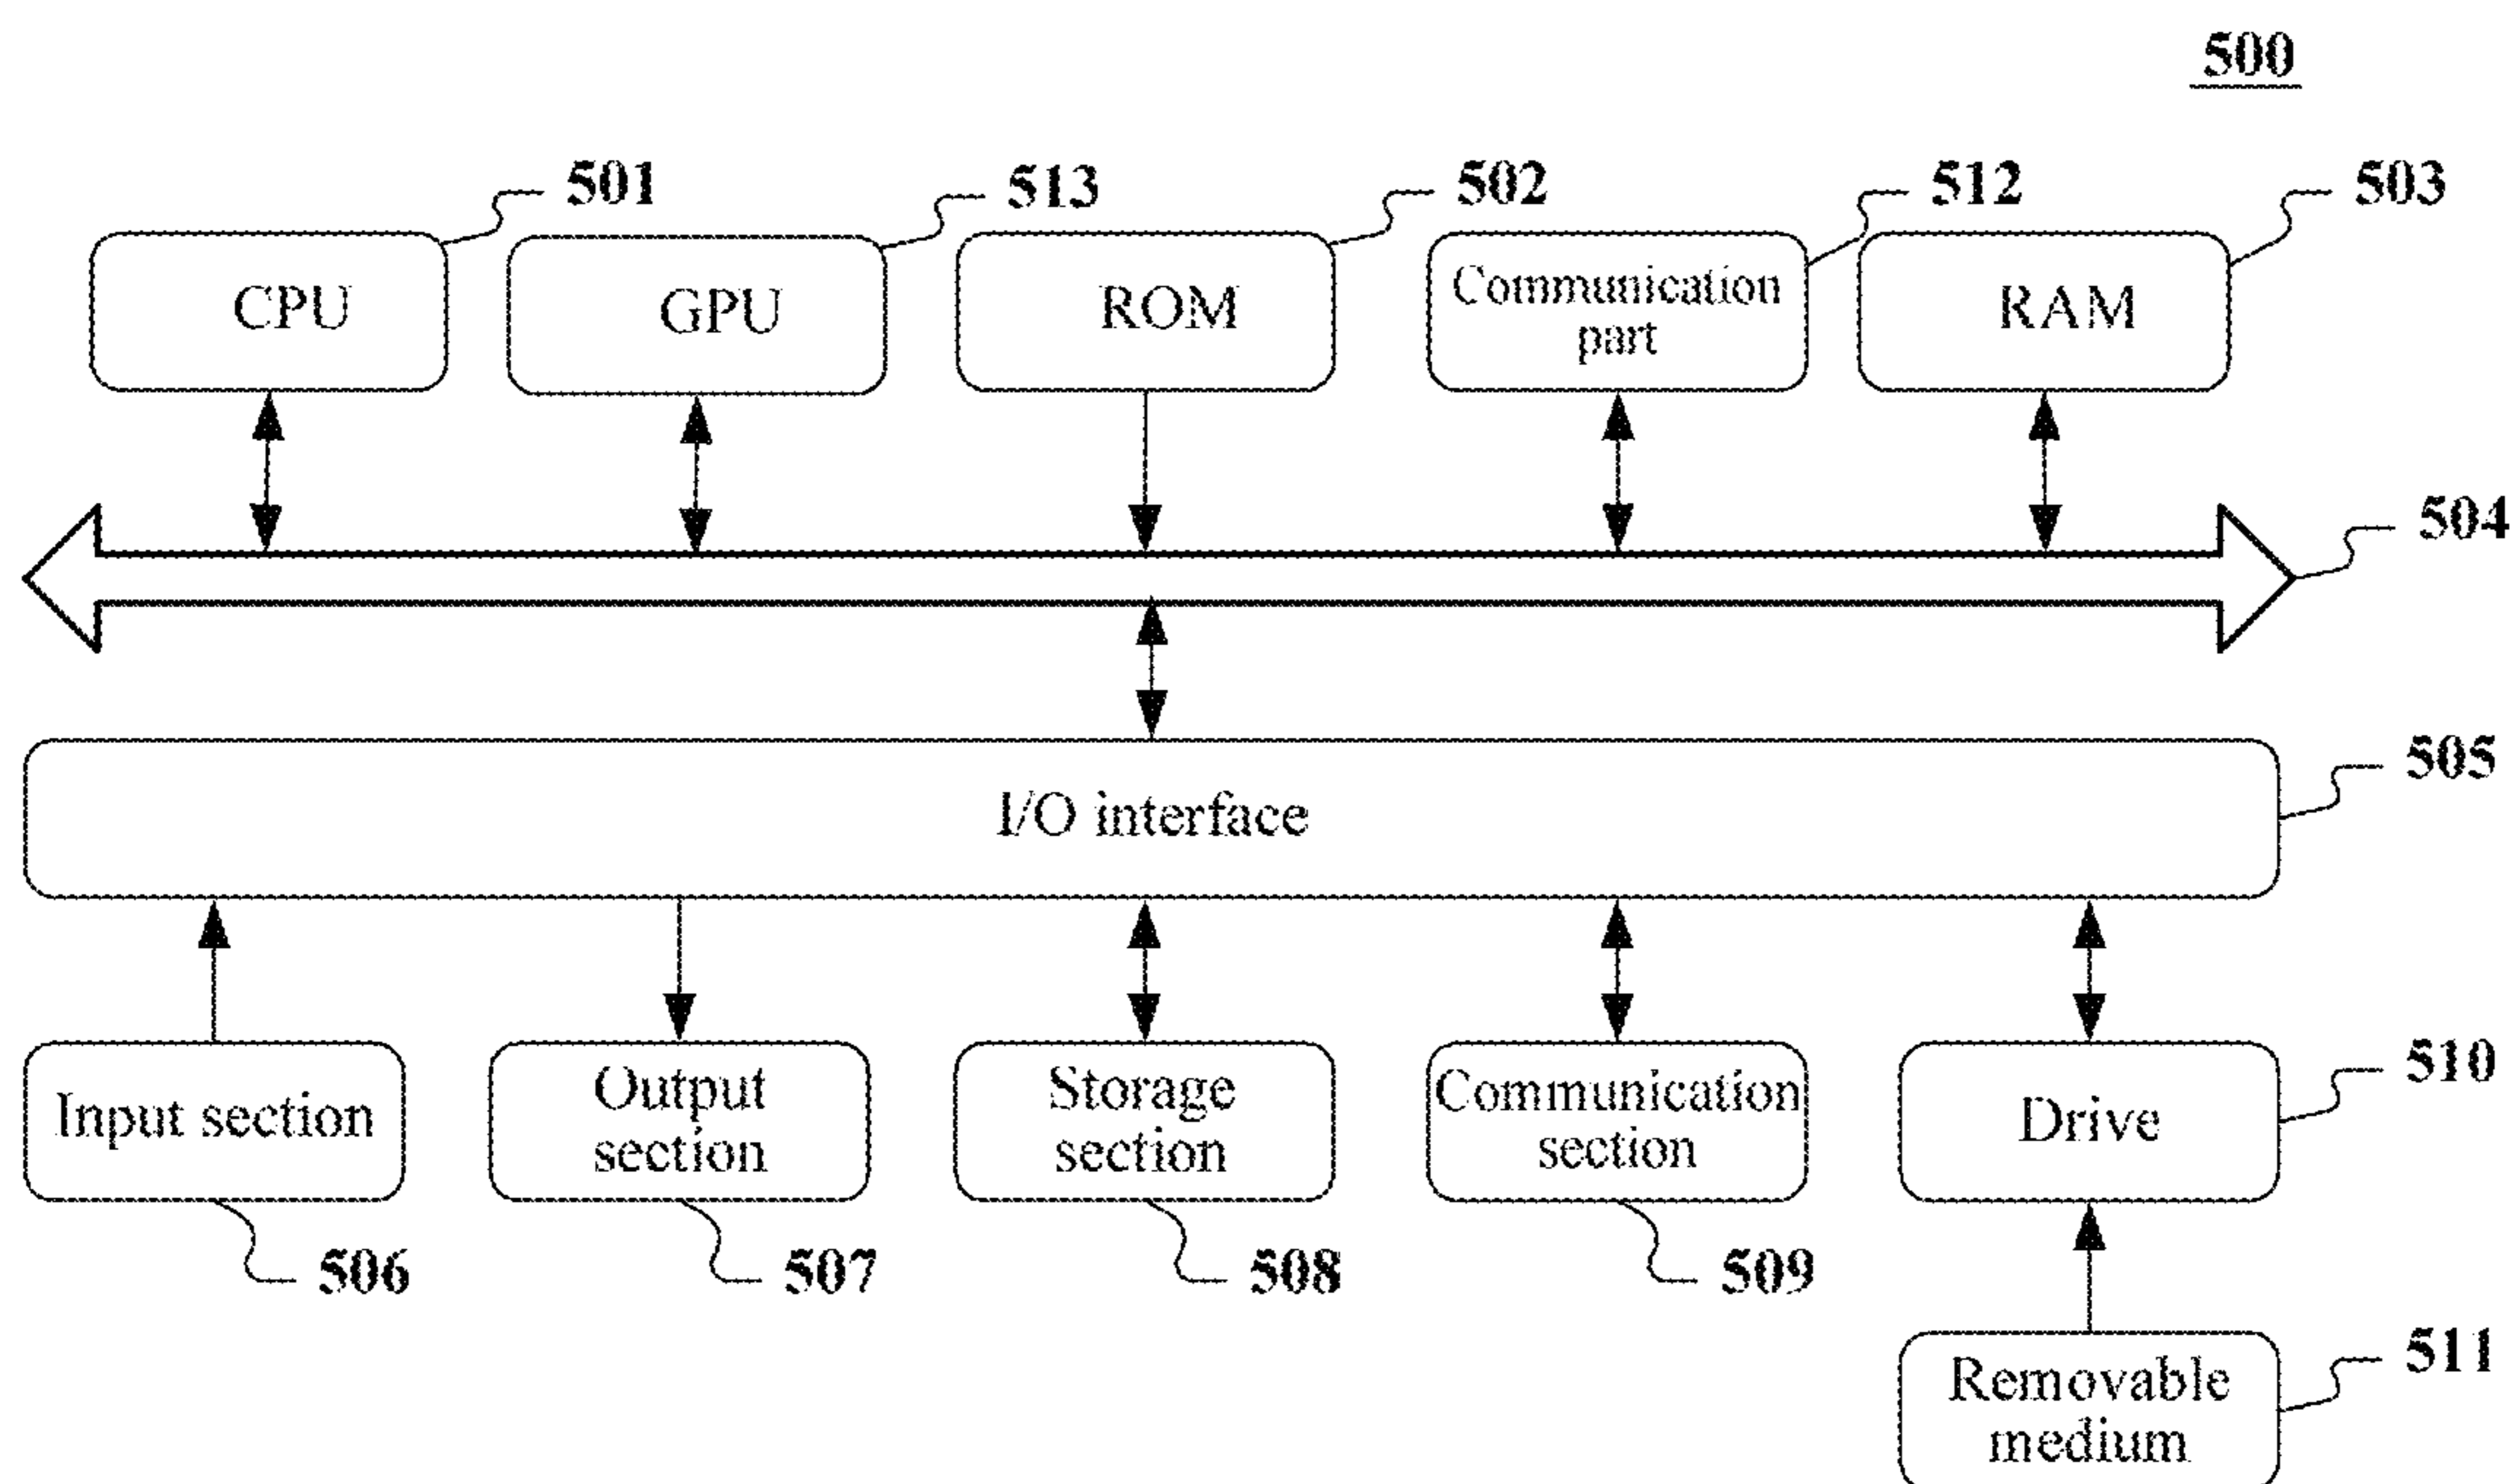 500
501
513
502
512
503
CPU
GPU
ROM
Communication
part
RAM
504
505
I/O interface
510
Input section
Output
section
Storage
section
Communication
section
Drive
506
507
508
509
511
Removable
medium